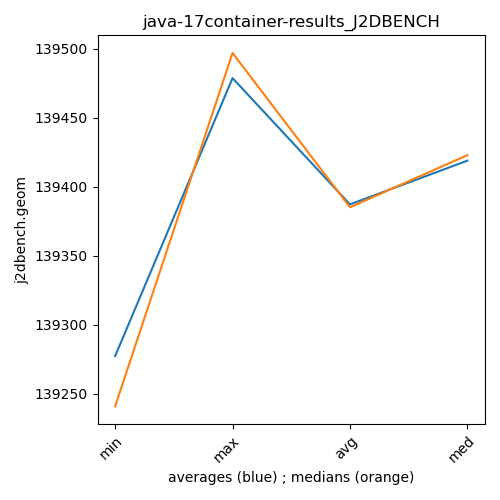 java-17container-results_J2DBENCH
139500
139450
139400
139350
139300
139250
j2dbench.geom
min
max
avg
med
averages (blue) ; medians (orange)